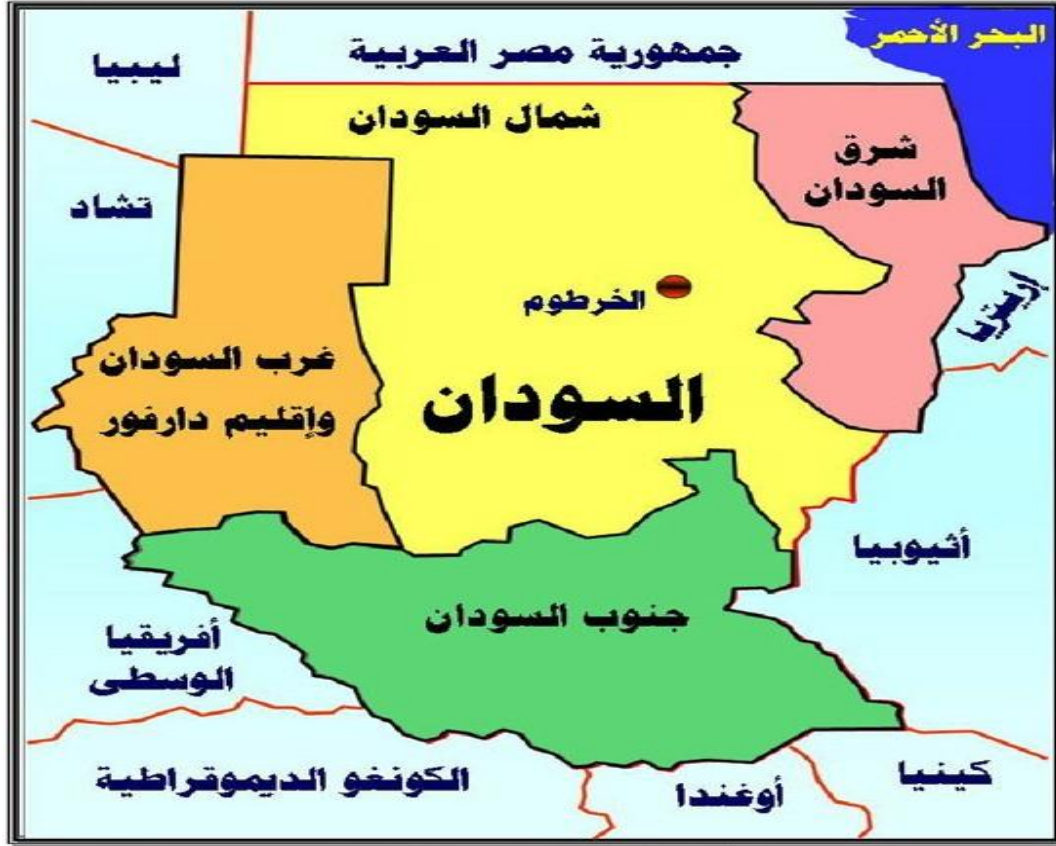 البحر الأحمر
جمهورية مصر العربية
ليبيا
شمال السودان
شرق
السودان
تشاد
إريتريا
الخرطوم
غرب السودان
وإقليم دارفور
السودان
أثيوبيا
جنوب السودان
أفريقيا
الوسطى
الكونغو الديموقراطية
أوغندا
كينيا